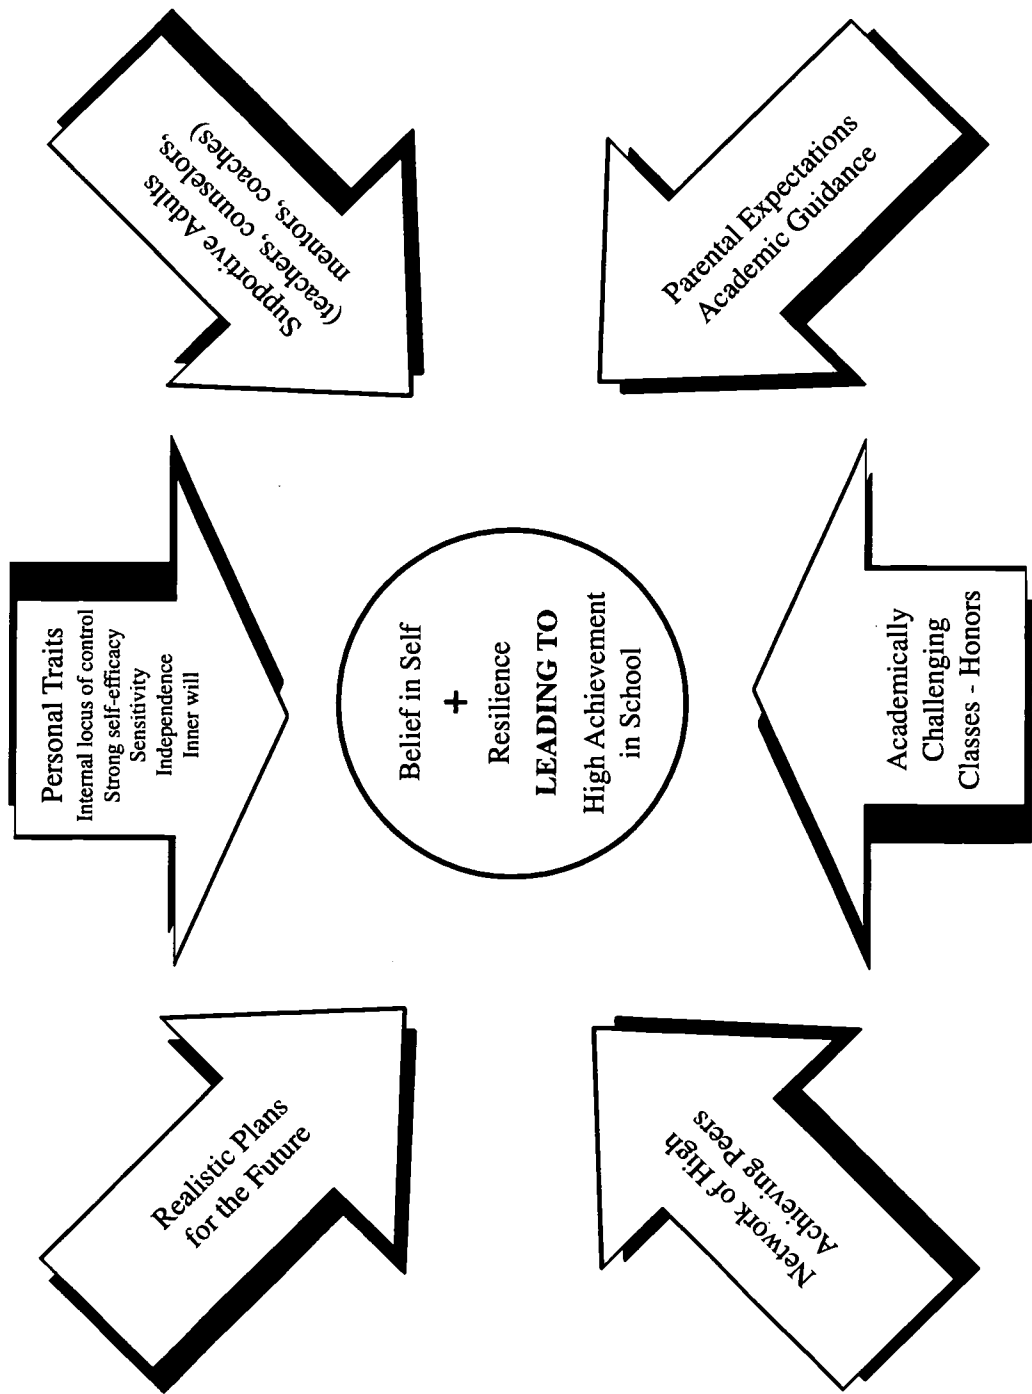 Realistic Plans
for the Future
Personal Traits
Internal locus of control
Strong self-efficacy
Sensitivity
Independence
Inner will
Supportive Adults
(teachers, counselors,
mentors, coaches)
Belief in Self
+
Resilience
LEADING TO
High Achievement
in School
Network of High
Achieving Peers
Academically
Challenging
Classes - Honors
Parental Expectations
Academic Guidance